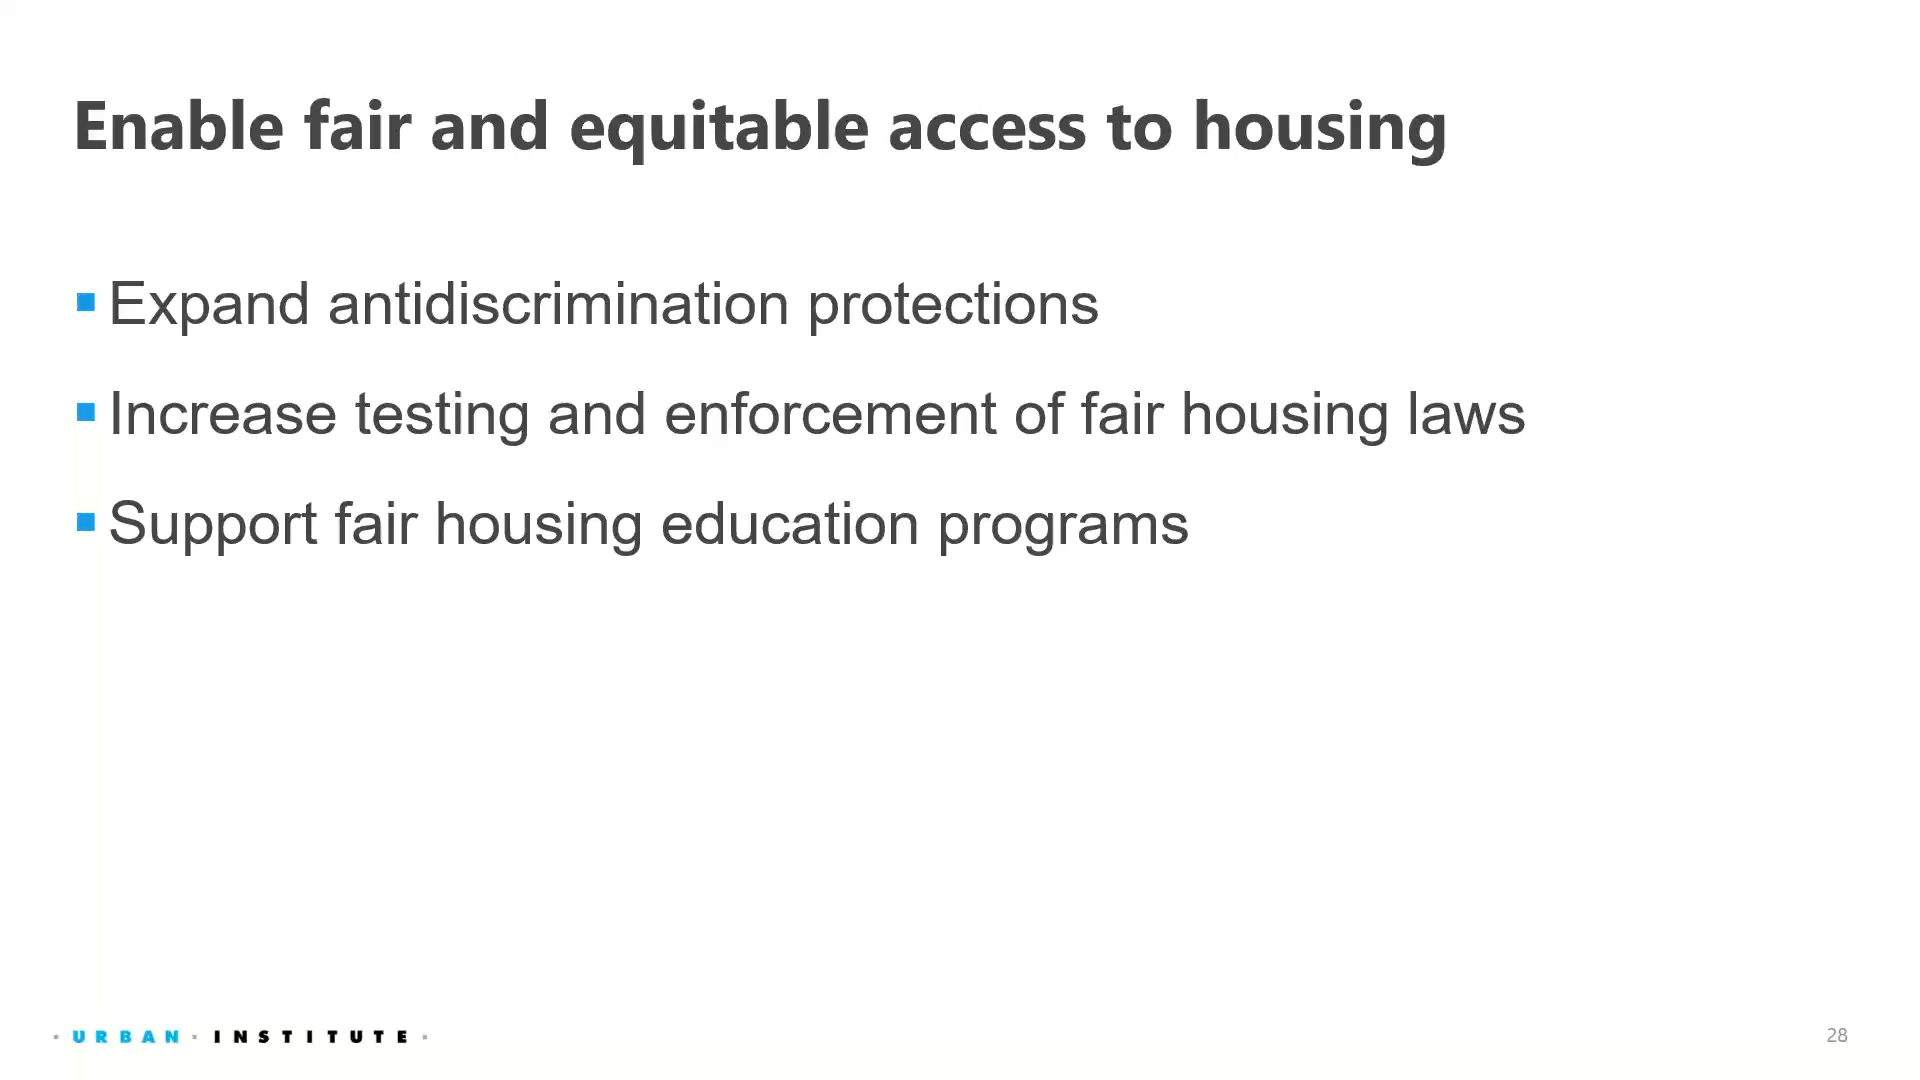 Enable fair and equitable access to housing
▪ Expand antidiscrimination protections
▪ Increase testing and enforcement of fair housing laws
▪ Support fair housing education programs
· URBAN · INSTITUTE ·
28